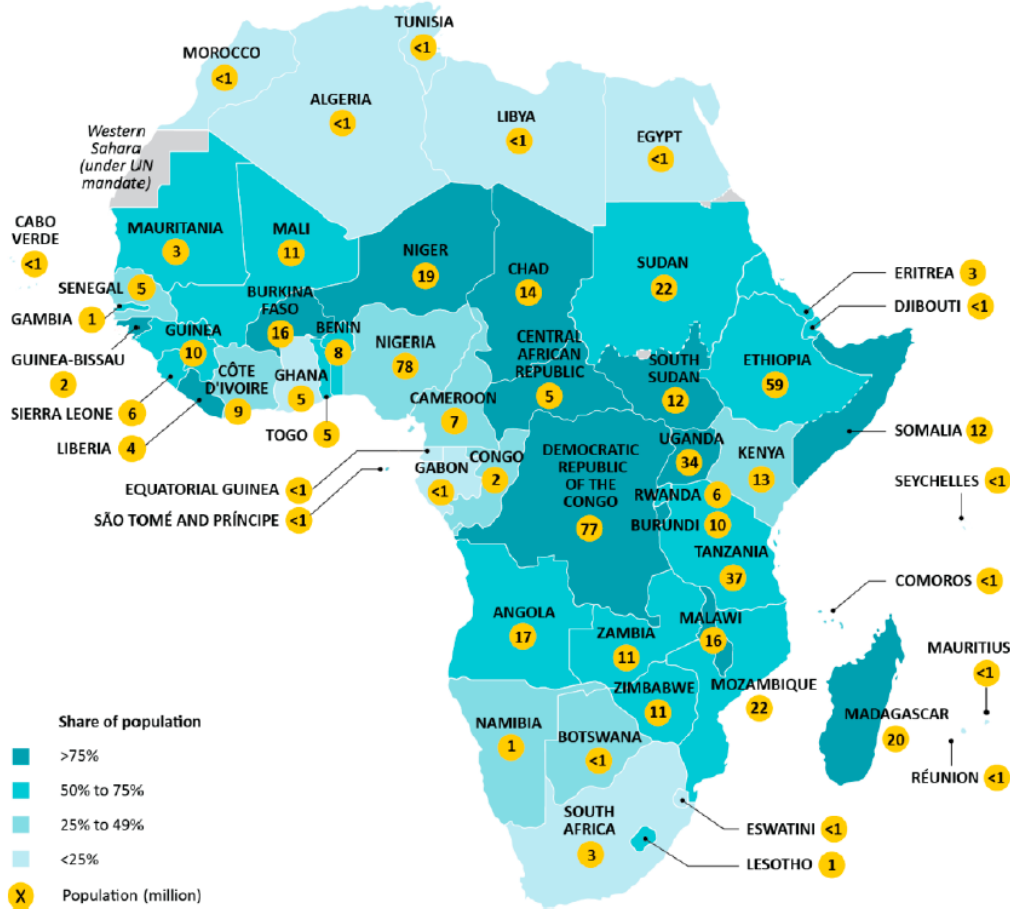 TUNISIA
<1
MOROCCO
<1
ALGERIA
<1
LIBYA
<1
EGYPT
<1
Western
Sahara
(under UN
mandate)
CABO
VERDE
<1
MAURITANIA
3
MALI
11
NIGER
19
CHAD
14
SUDAN
22
ERITREA 3
DJIBOUTI <1
SENEGAL 5
GAMBIA 1
BURKINA
FASO
16
BENIN
8
GUINEA
10
GUINEA-BISSAU
2
NIGERIA
78
CENTRAL
AFRICAN
REPUBLIC
5
SOUTH
SUDAN
12
ETHIOPIA
59
CÔTE
D'IVOIRE
9
GHANA
5
SIERRA LEONE 6
LIBERIA 4
TOGO 5
CAMEROON
7
SOMALIA 12
UGANDA
34
KENYA
13
DEMOCRATIC
REPUBLIC
OF THE
CONGO
77
CONGO
2
GABON
<1
EQUATORIAL GUINEA <1
SÃO TOMÉ AND PRÍNCIPE <1
SEYCHELLES <1
RWANDA 6
BURUNDI 10
TANZANIA
37
COMOROS <1
ANGOLA
17
ZAMBIA
11
MALAWI
16
MAURITIUS
<1
ZIMBABWE
11
MOZAMBIQUE
22
MADAGASCAR
20
NAMIBIA
1
BOTSWANA
<1
RÉUNION <1
SOUTH
AFRICA
3
ESWATINI <1
LESOTHO 1
Share of population
>75%
50% to 75%
25% to 49%
<25%
X Population (million)